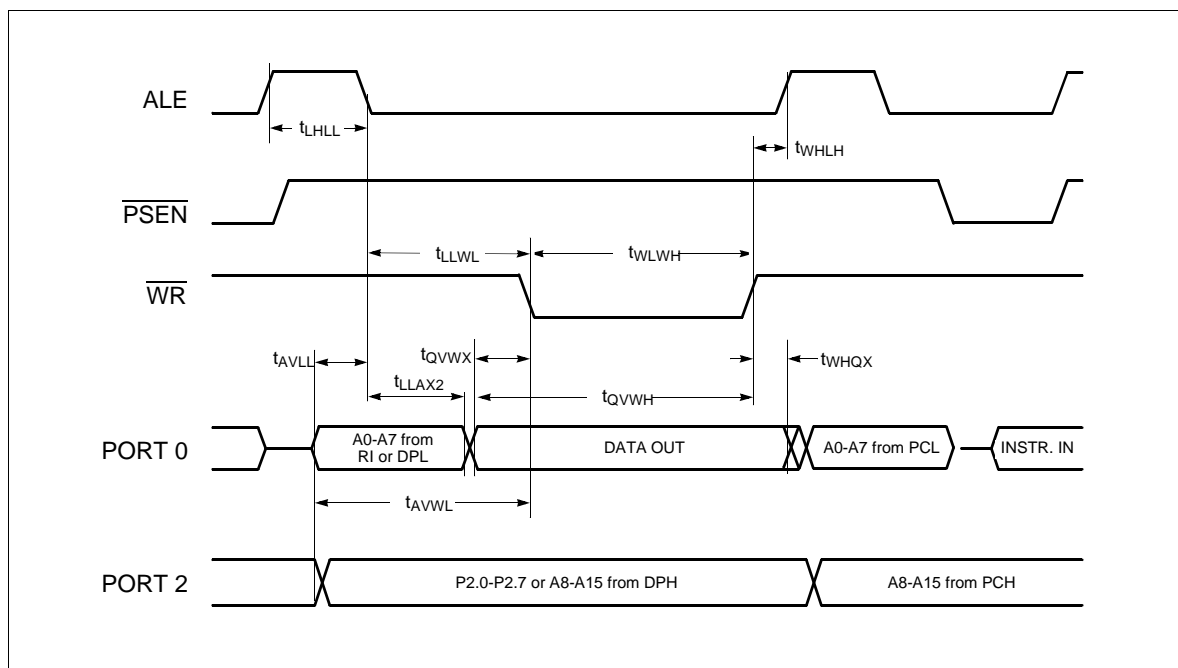 ALE
tLHLL
tWHLH
PSEN
tLLWL
tWLWH
WR
tAVLL
tQVWX
tWHQX
tLLAX2
tQVWH
PORT 0
A0-A7 from
RI or DPL
DATA OUT
A0-A7 from PCL
INSTR. IN
tAVWL
PORT 2
P2.0-P2.7 or A8-A15 from DPH
A8-A15 from PCH